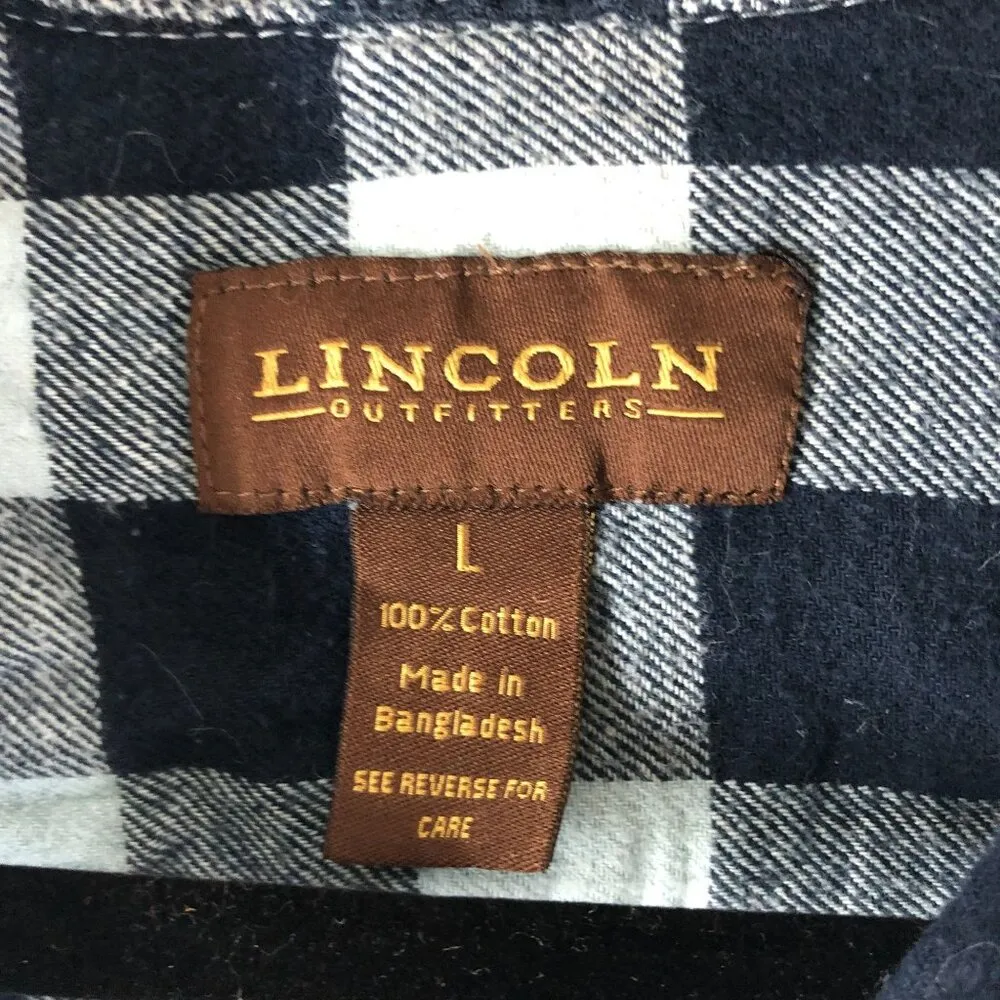 LINCOLN
OUTFITTERS
L
100% Cotton
Made in
Bangladesh
SEE REVERSE FOR
CARE